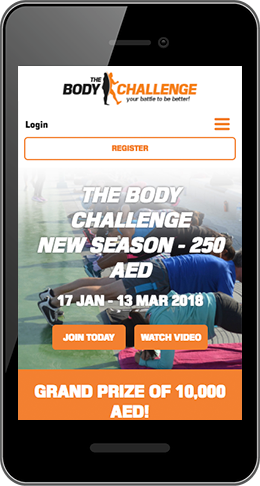 THE
BODY CHALLENGE
your battle to be better!
Login
REGISTER
THE BODY
CHALLENGE
NEW SEASON - 250
AED
17 JAN - 13 MAR 2018
JOIN TODAY WATCH VIDEO
GRAND PRIZE OF 10,000
AED!